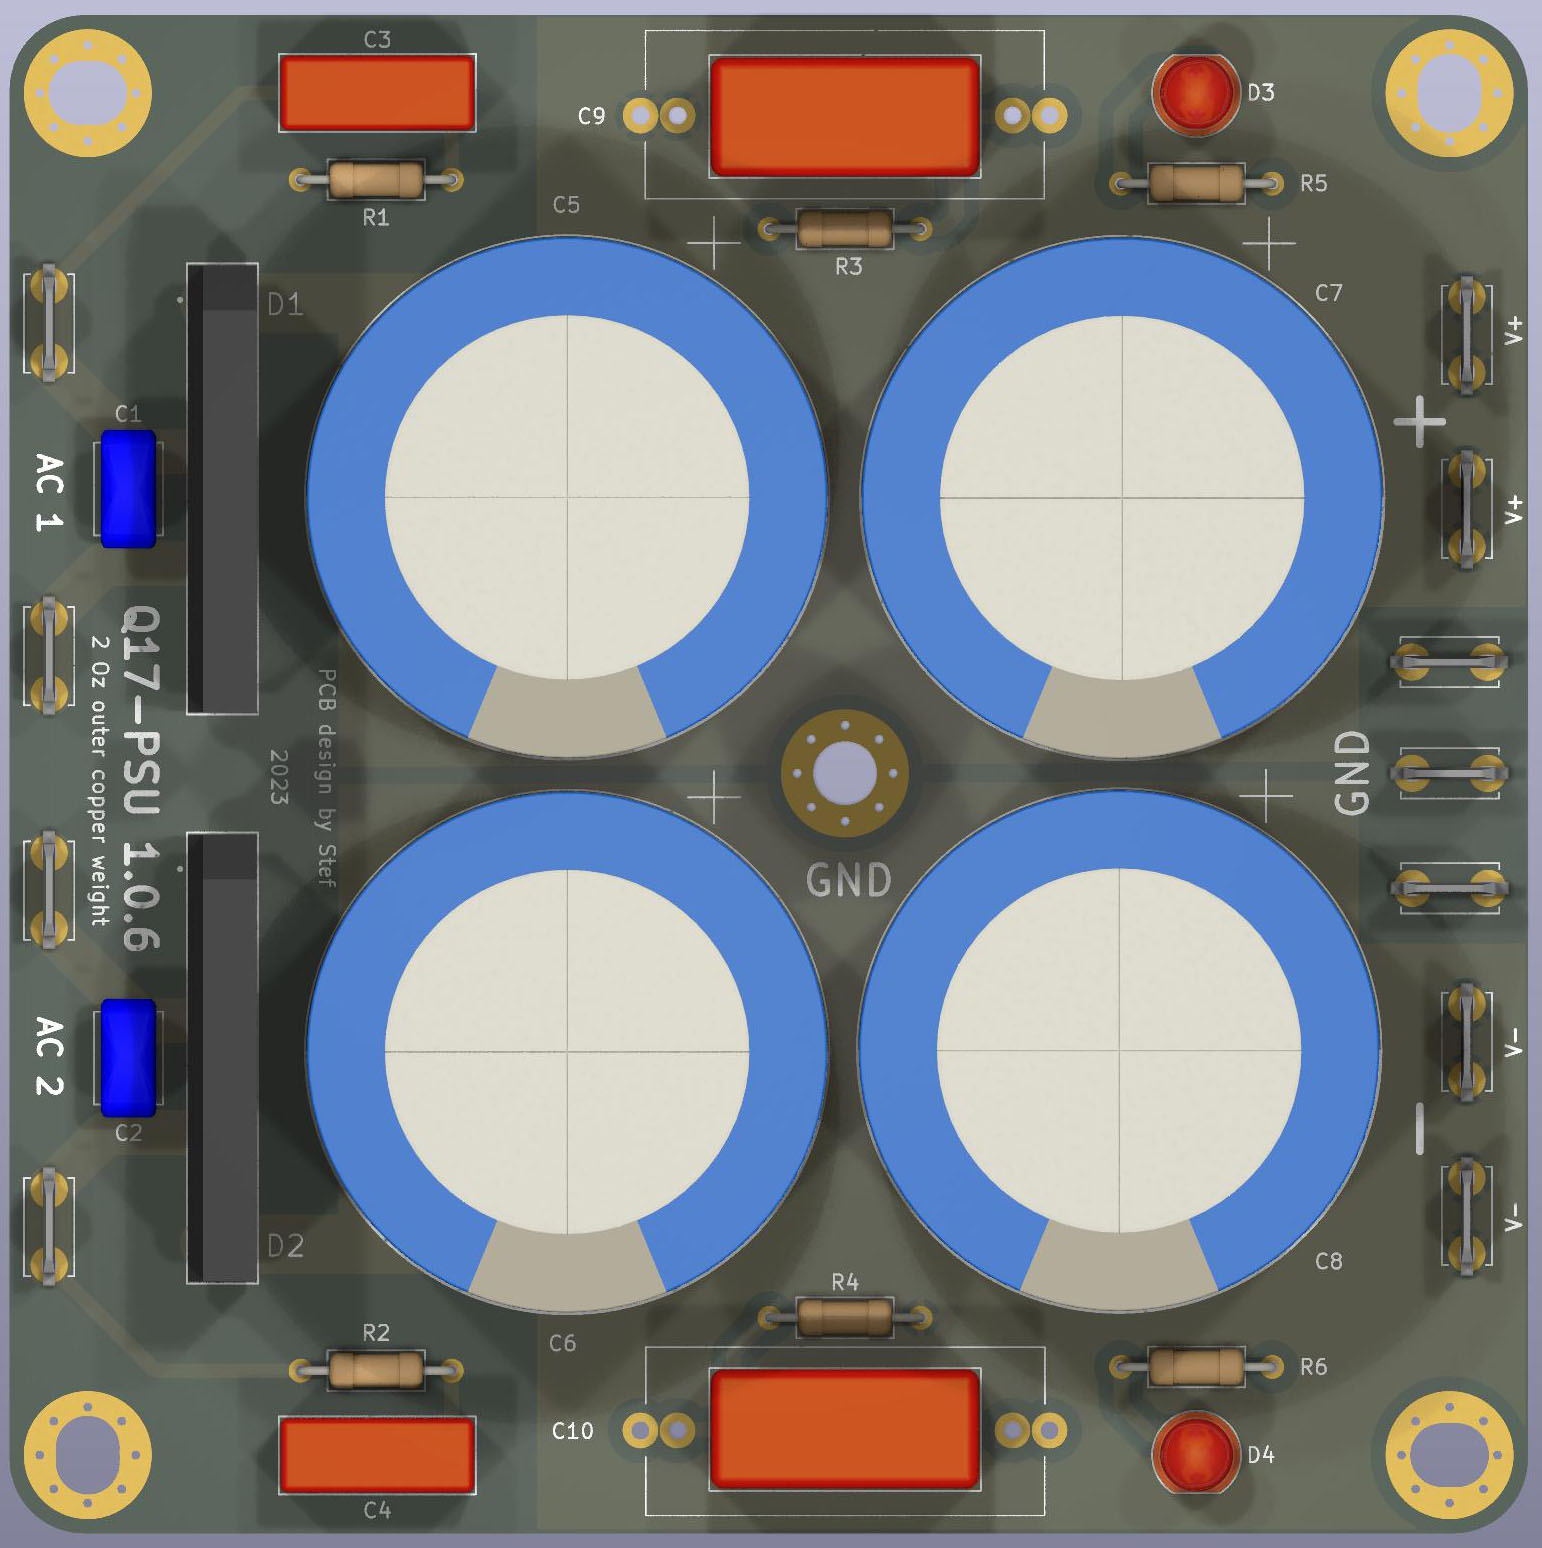 C3
C9
D3
R1
R5
C5
R3
C7
D1
V+
C1
+
AC 1
V+
Q17-PSU 1.0.6
2 Oz outer copper weight
PCB design by Stef
2023
GND
GND
AC 2
V-
C2
-
V-
D2
C8
R4
R2
C6
R6
C10
D4
C4